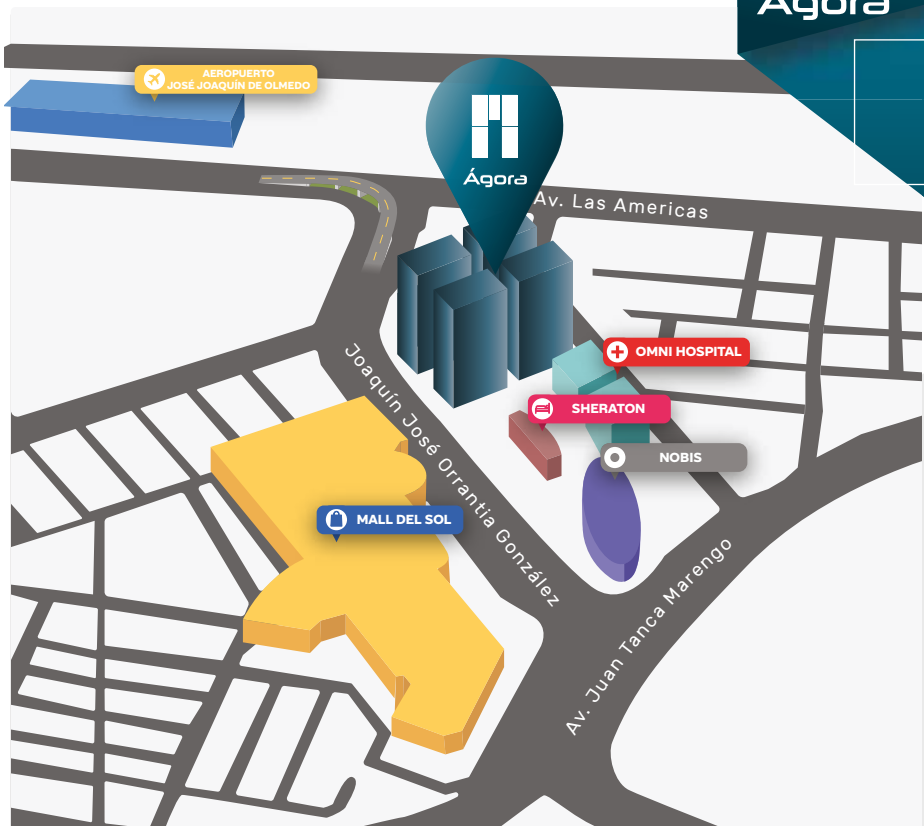 Ágora
AEROPUERTO
JOSÉ JOAQUÍN DE OLMEDO
Ágora
Av. Las Americas
OMNI HOSPITAL
Joaquín José Orrantia González
SHERATON
NOBIS
MALL DEL SOL
Av. Juan Tanca Marengo